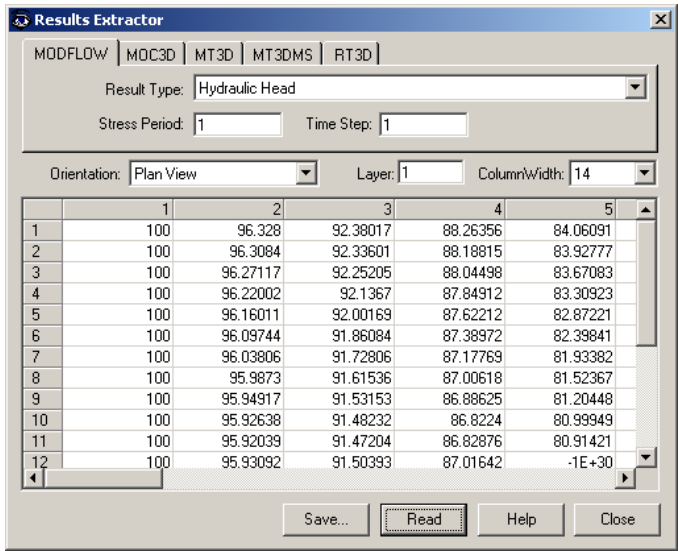 Results Extractor
MODFLOW MOC3D MT3D MT3DMS RT3D
Result Type: Hydraulic Head
Stress Period: 1 Time Step: 1
Orientation: Plan View Layer: 1 ColumnWidth: 14
1 2 3 4 5
1 100 96.328 92.38017 88.26356 84.06091
2 100 96.3084 92.33601 88.18815 83.92777
3 100 96.27117 92.25205 88.04498 83.67083
4 100 96.22002 92.1367 87.84912 83.30923
5 100 96.16011 92.00169 87.62212 82.87221
6 100 96.09744 91.86084 87.38972 82.39841
7 100 96.03806 91.72806 87.17769 81.93382
8 100 95.9873 91.61536 87.00618 81.52367
9 100 95.94917 91.53153 86.88625 81.20448
10 100 95.92638 91.48232 86.8224 80.99949
11 100 95.92039 91.47204 86.82876 80.91421
12 100 95.93092 91.50393 87.01642 -1E+30
Save... Read Help Close